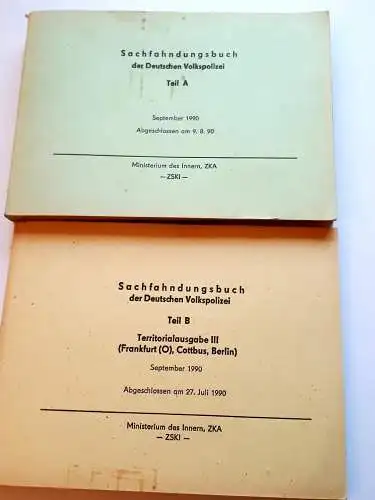 Sachfahndungsbuch
der Deutschen Volkspolizei
Teil A
September 1990
Abgeschlossen am 9. 8. 90
Ministerium des Innern, ZKA
— ZSKI —
Sachfahndungsbuch
der Deutschen Volkspolizei
Teil B
Territorialausgabe III
(Frankfurt (O), Cottbus, Berlin)
September 1990
Abgeschlossen am 27. Juli 1990
Ministerium des Innern, ZKA
— ZSKI —